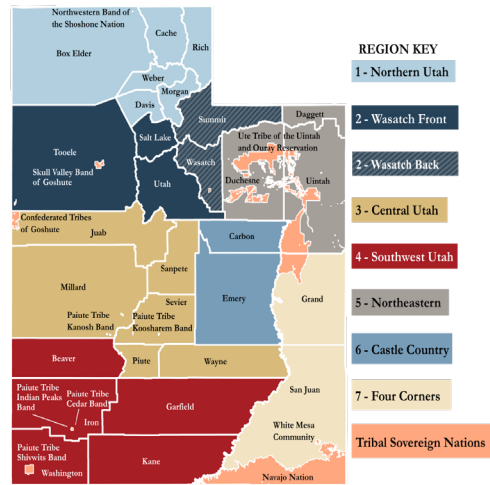 Northwestern Band of
the Shoshone Nation
Cache
Rich
Box Elder
Weber
Morgan
Davis
Summit
Daggett
Salt Lake
Ute Tribe of the Uintah
and Ouray Reservation
Tooele
Skull Valley Band
of Goshute
Wasatch
Duchesne
Uintah
Utah
Confederated Tribes
of Goshute
Juab
Carbon
Sanpete
Millard
Sevier
Emery
Grand
Paiute Tribe
Kanosh Band
Paiute Tribe
Koosharem Band
Beaver
Piute
Wayne
Paiute Tribe
Indian Peaks
Band
Paiute Tribe
Cedar Band
Iron
Garfield
San Juan
White Mesa
Community
Paiute Tribe
Shivwits Band
Washington
Kane
Navajo Nation
REGION KEY
1 - Northern Utah
2 - Wasatch Front
2 - Wasatch Back
3 - Central Utah
4 - Southwest Utah
5 - Northeastern
6 - Castle Country
7 - Four Corners
Tribal Sovereign Nations